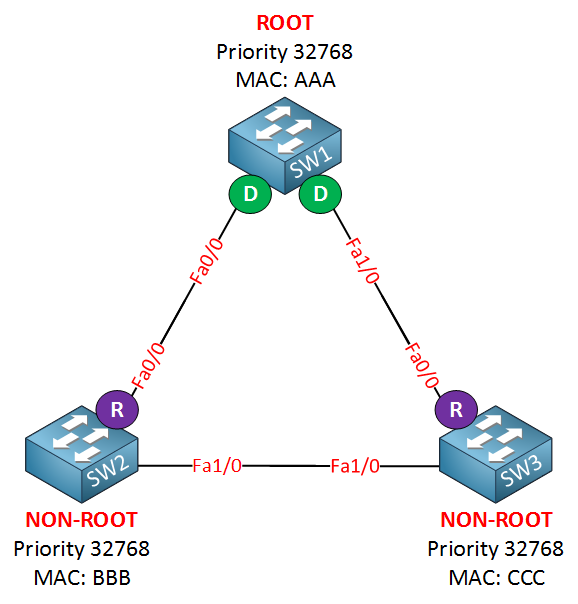 ROOT
Priority 32768
MAC: AAA
SW1
D
D
Fa0/0
Fa1/0
Fa0/0
Fa0/0
R
R
SW2
Fa1/0
Fa1/0
SW3
NON-ROOT
NON-ROOT
Priority 32768
Priority 32768
MAC: BBB
MAC: CCC